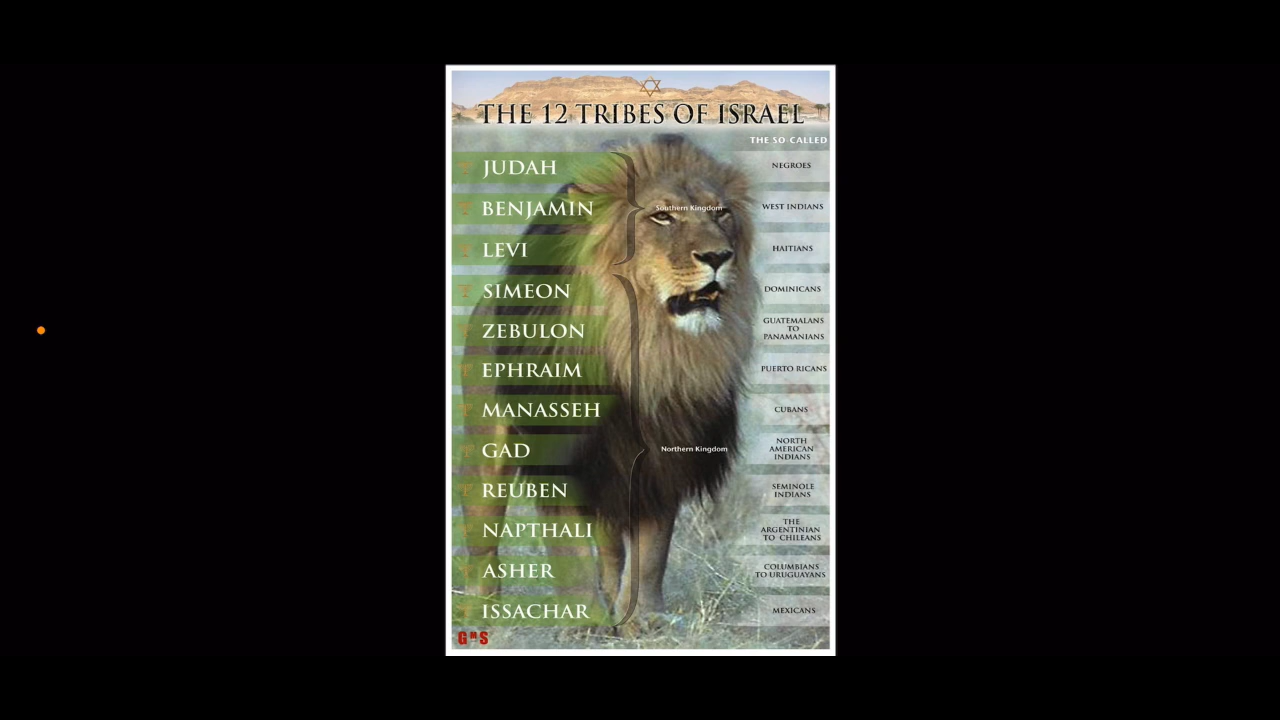 THE 12 TRIBES OF ISRAEL
THE SO-CALLED
JUDAH
NEGROES
BENJAMIN
Southern Kingdom
WEST INDIANS
LEVI
HAITIANS
SIMEON
DOMINICANS
ZEBULON
GUATEMALANS
TO
PANAMANIANS
EPHRAIM
PUERTO RICANS
MANASSEH
CUBANS
GAD
Northern Kingdom
NORTH
AMERICAN
INDIANS
REUBEN
SEMINOLE
INDIANS
NAPTHALI
THE
ARGENTINIAN
TO CHILEANS
ASHER
COLUMBIANS
TO URUGUAYANS
ISSACHAR
MEXICANS
GMS